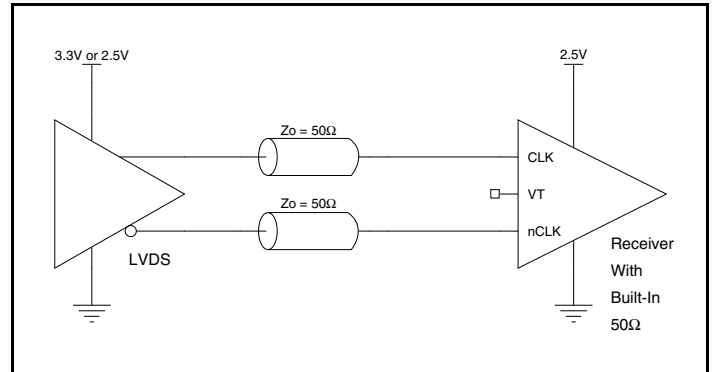 3.3V or 2.5V
2.5V
Zo = 50Ω
CLK
VT
Zo = 50Ω
nCLK
LVDS
Receiver
With
Built-In
50Ω